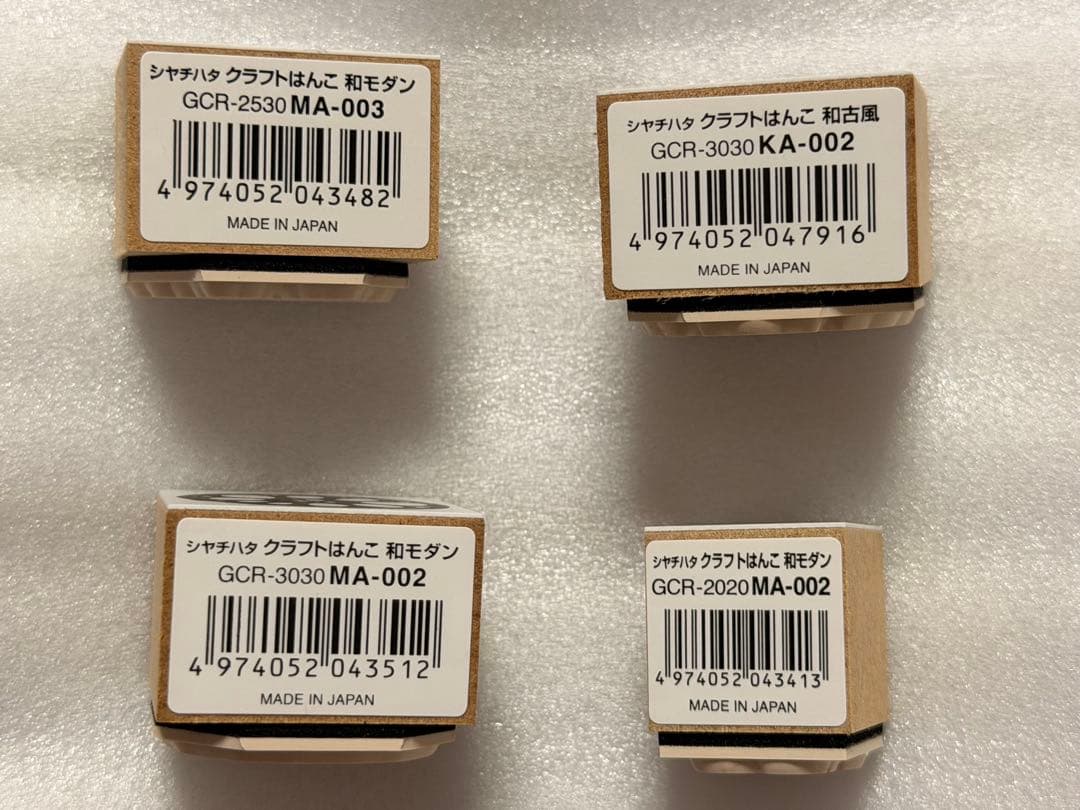 シヤチハタ クラフトはんこ 和モダン
GCR-2530 MA-003
4 974052 043482
MADE IN JAPAN
シヤチハタ クラフトはんこ 和古風
GCR-3030 KA-002
4 974052 047916
MADE IN JAPAN
シヤチハタ クラフトはんこ 和モダン
GCR-3030 MA-002
4 974052 043512
MADE IN JAPAN
シヤチハタ クラフトはんこ 和モダン
GCR-2020 MA-002
4 974052 043413
MADE IN JAPAN